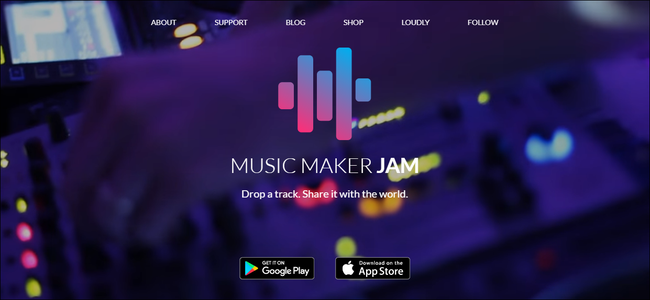 ABOUT SUPPORT BLOG SHOP LOUDLY FOLLOW
MUSIC MAKER JAM
Drop a track. Share it with the world.
GET IT ON
Google Play
Download on the
App Store